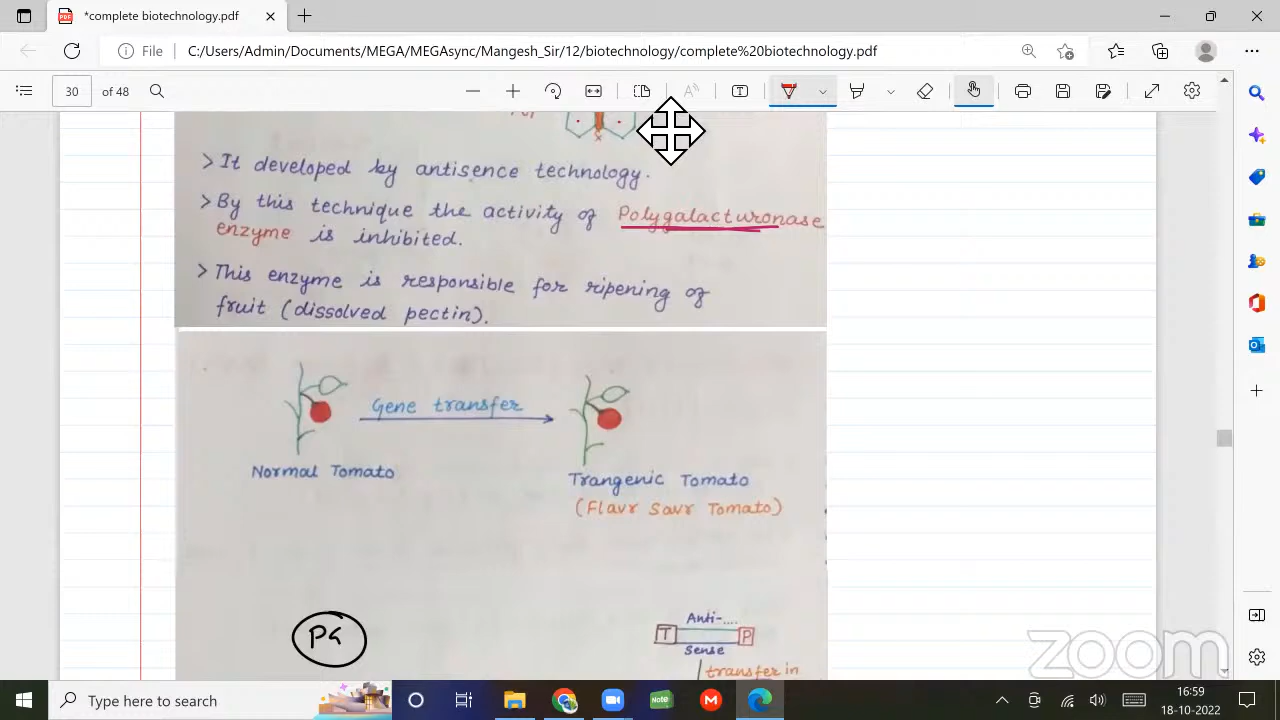 *complete biotechnology.pdf
File C:/Users/Admin/Documents/MEGA/MEGAsync/Mangesh_Sir/12/biotechnology/complete%20biotechnology.pdf
30 of 48
> It developed by antisence technology.
> By this technique the activity of Polygalacturonase
enzyme is inhibited.
> This enzyme is responsible for ripening of
fruit (dissolved pectin).
Gene transfer
Normal Tomato
Trangenic Tomato
(Flavr Savr Tomato)
PG
Anti-....
T P
Sense
transfer in
zoom
Type here to search
Note
16:59
18-10-2022